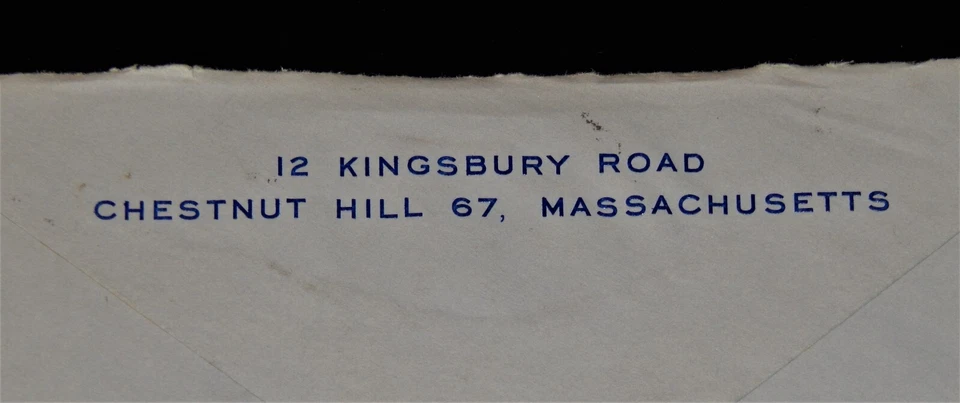 12 KINGSBURY ROAD
CHESTNUT HILL 67, MASSACHUSETTS